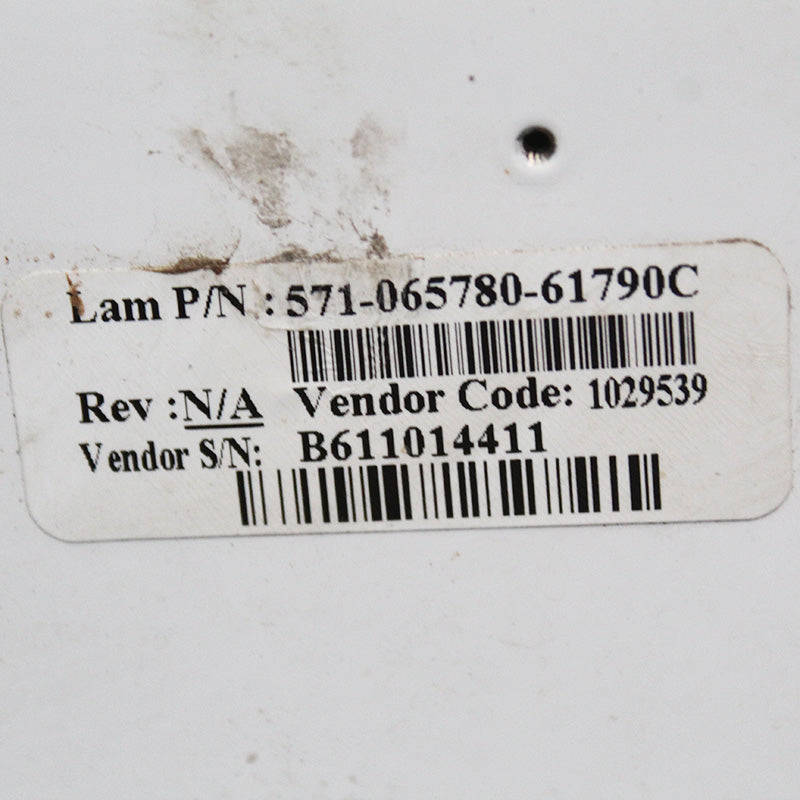 Lam P/N : 571-065780-61790C
Rev : N/A Vendor Code: 1029539
Vendor S/N: B611014411